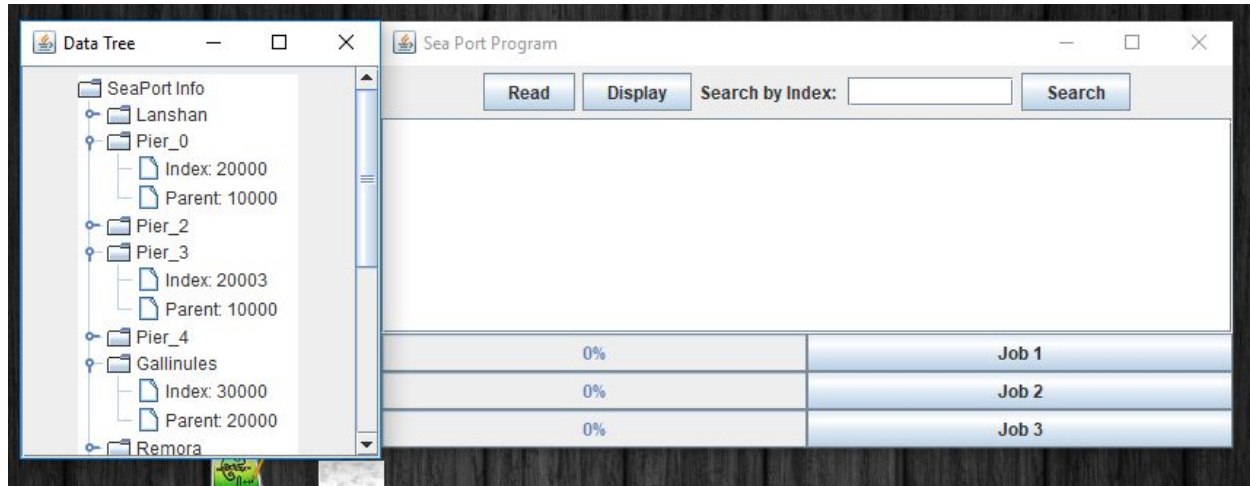 Data Tree
SeaPort Info
Lanshan
Pier_0
Index: 20000
Parent: 10000
Pier_2
Pier_3
Index: 20003
Parent: 10000
Pier_4
Gallinules
Index: 30000
Parent: 20000
Remora
Sea Port Program
Read Display Search by Index: Search
0% Job 1
0% Job 2
0% Job 3